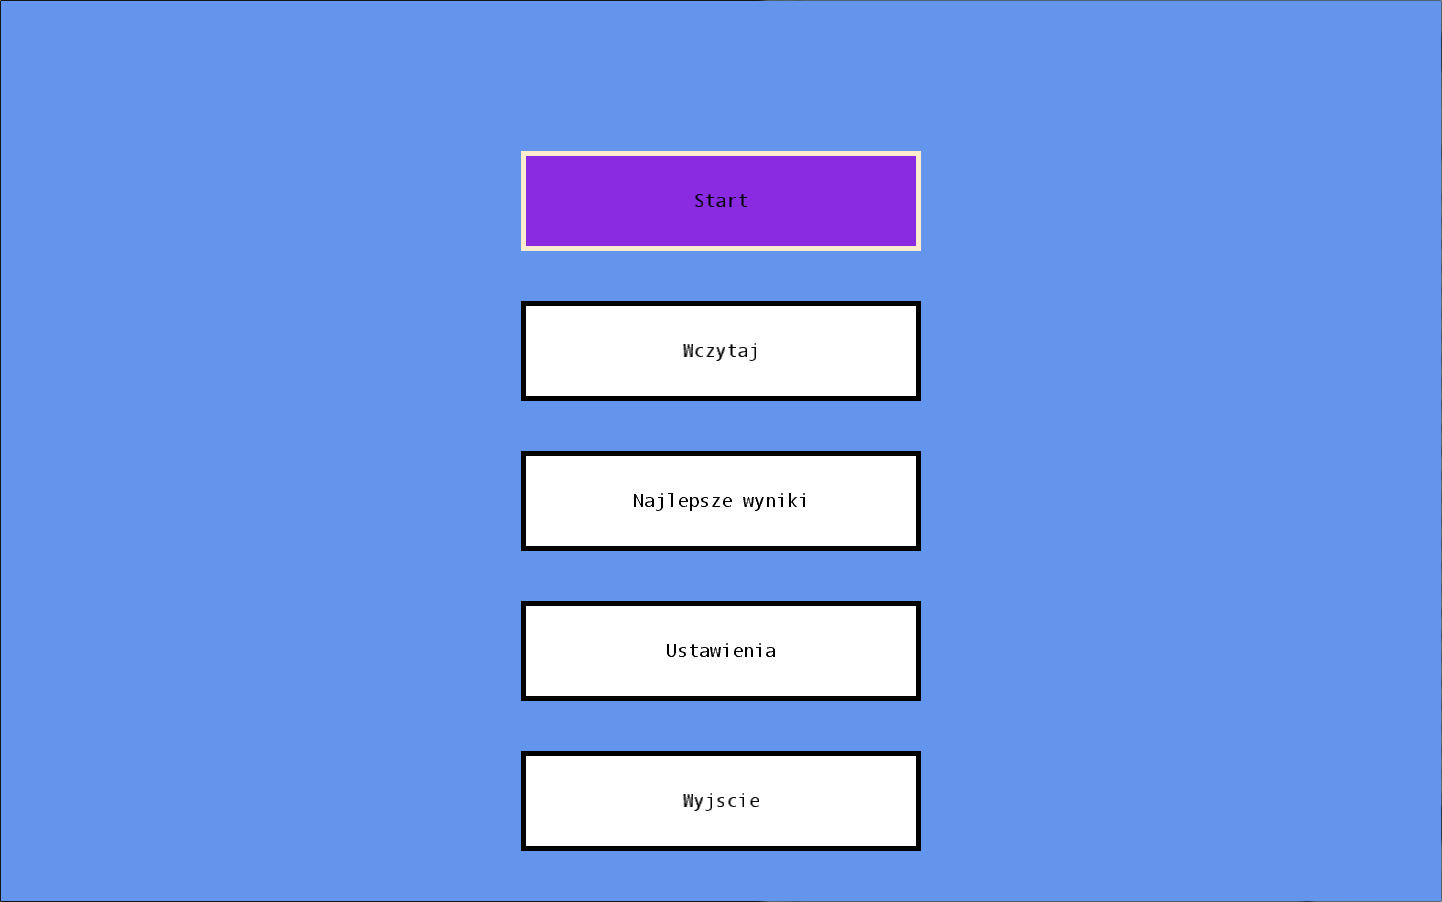 Start
Wczytaj
Najlepsze wyniki
Ustawienia
Wyjscie